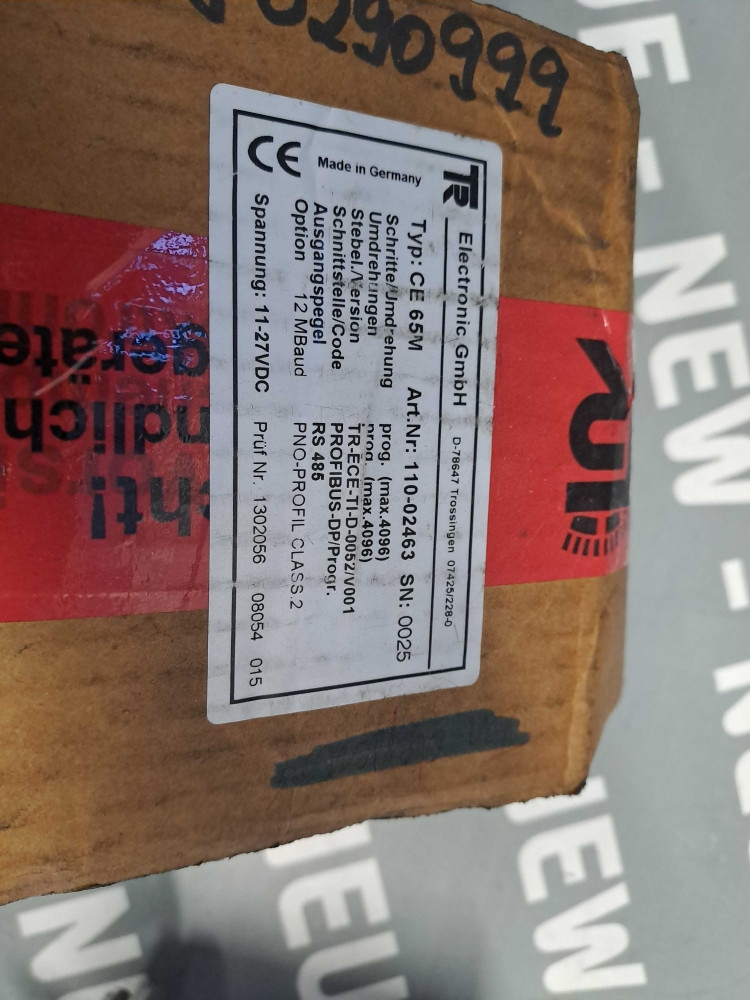 0290999
TR Electronic GmbH D-78647 Trossingen 07425/228-0
Typ: CE 65M Art.Nr: 110-02463 SN: 0025
Schritte/Umdrehung prog. (max.4096)
Umdrehungen prog. (max.4096)
Stebel./Version TR-ECE-TI-D-0052/V001
Schnittstelle/Code PROFIBUS-DP/Progr.
Ausgangspegel RS 485
Option 12 MBaud PNO-PROFIL CLASS.2
Spannung: 11-27VDC Prüf Nr. 1302056 08054 015
CE Made in Germany
NEW
NEW
NEW
NEU